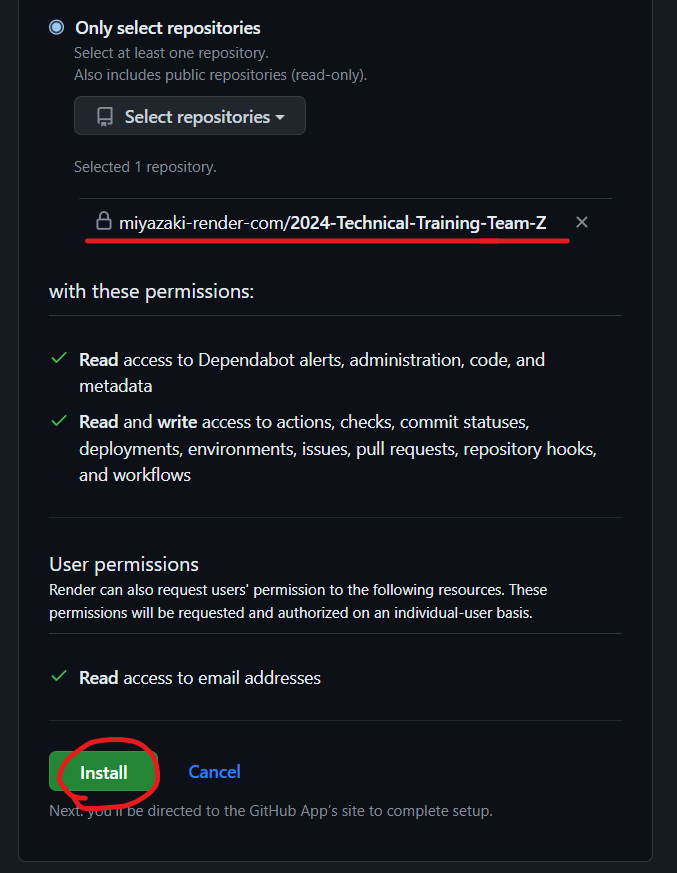 Only select repositories
Select at least one repository.
Also includes public repositories (read-only).
Select repositories
Selected 1 repository.
miyazaki-render-com/2024-Technical-Training-Team-Z
with these permissions:
Read access to Dependabot alerts, administration, code, and
metadata
Read and write access to actions, checks, commit statuses,
deployments, environments, issues, pull requests, repository hooks,
and workflows
User permissions
Render can also request users' permission to the following resources. These
permissions will be requested and authorized on an individual-user basis.
Read access to email addresses
Install
Cancel
Next: you'll be directed to the GitHub App's site to complete setup.